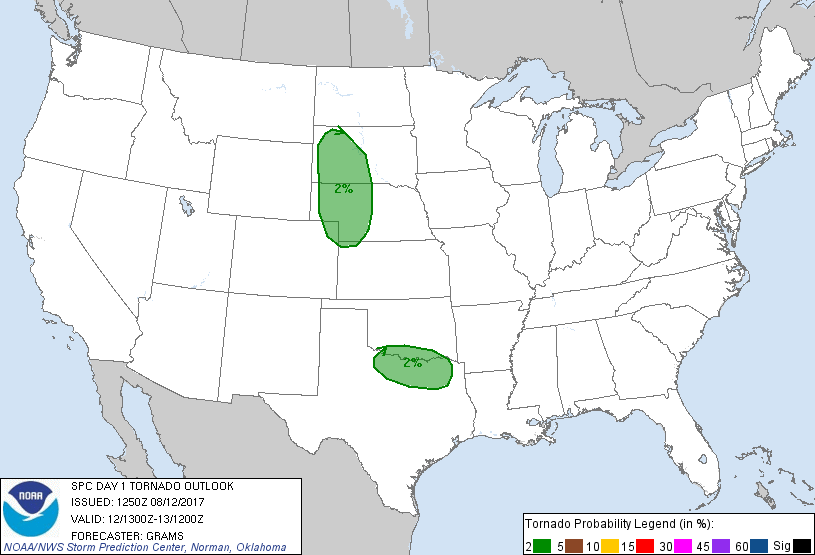 2%
2%
NOAA
SPC DAY 1 TORNADO OUTLOOK
ISSUED: 1250Z 08/12/2017
VALID: 12/1300Z-13/1200Z
FORECASTER: GRAMS
NOAA/NWS Storm Prediction Center, Norman, Oklahoma
Tornado Probability Legend (in %):
2 5 10 15 30 45 60 Sig